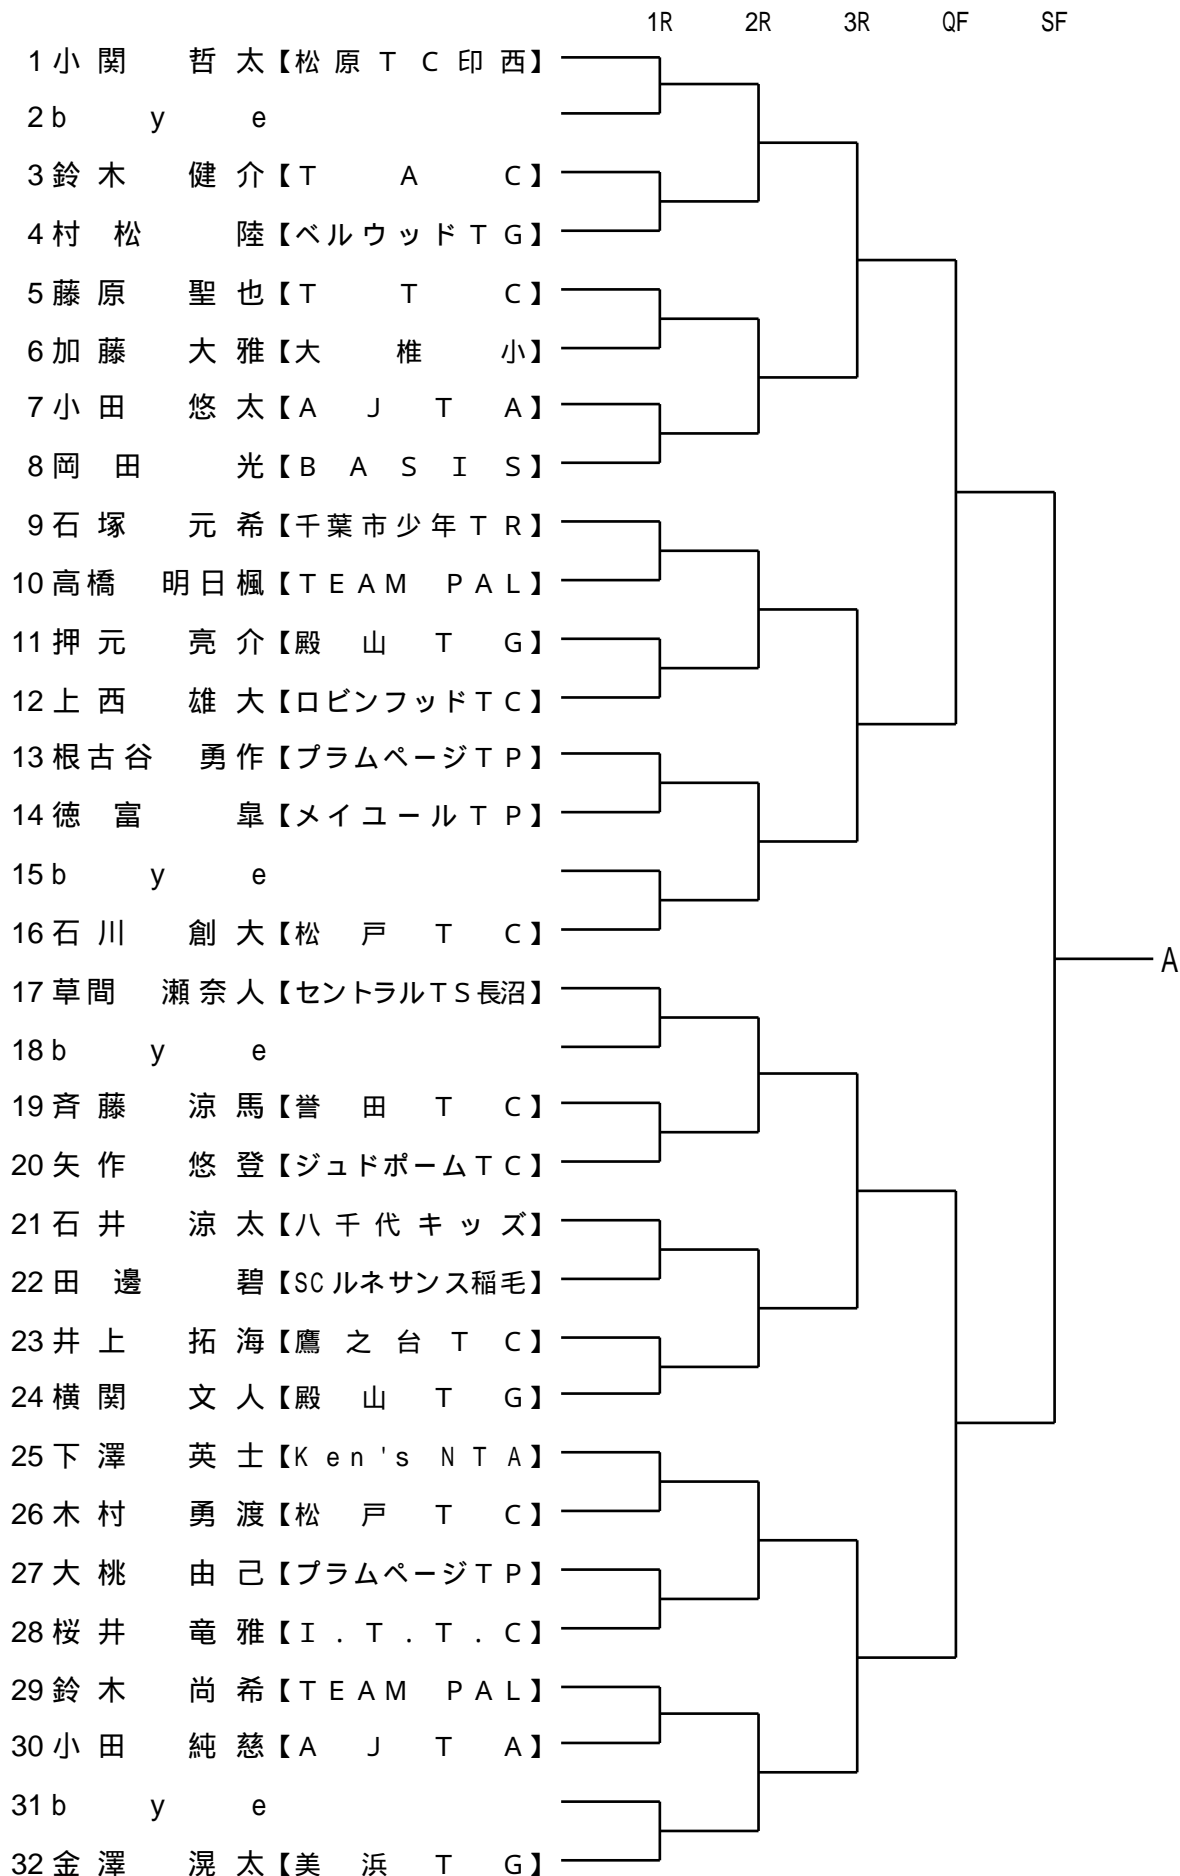 1R 2R 3R QF SF
1 小関 哲太【松原TC印西】
2 bye
3 鈴木 健介【TAC】
4 村松 陸【ベルウッドTG】
5 藤原 聖也【TTC】
6 加藤 大雅【大椎小】
7 小田 悠太【AJTA】
8 岡田 光【BASIS】
9 石塚 元希【千葉市少年TR】
10 高橋 明日楓【TEAM PAL】
11 押元 亮介【殿山TG】
12 上西 雄大【ロビンフッドTC】
13 根古谷 勇作【プラムページTP】
14 徳富 皐【メイユールTP】
15 bye
16 石川 創大【松戸TC】
A
17 草間 瀬奈人【セントラルTS長沼】
18 bye
19 斉藤 涼馬【誉田TC】
20 矢作 悠登【ジュドポームTC】
21 石井 涼太【八千代キッズ】
22 田邊 碧【SCルネサンス稲毛】
23 井上 拓海【鷹之台TC】
24 横関 文人【殿山TG】
25 下澤 英士【Ken's NTA】
26 木村 勇渡【松戸TC】
27 大桃 由己【プラムページTP】
28 桜井 竜雅【I.T.T.C】
29 鈴木 尚希【TEAM PAL】
30 小田 純慈【AJTA】
31 bye
32 金澤 滉太【美浜TG】